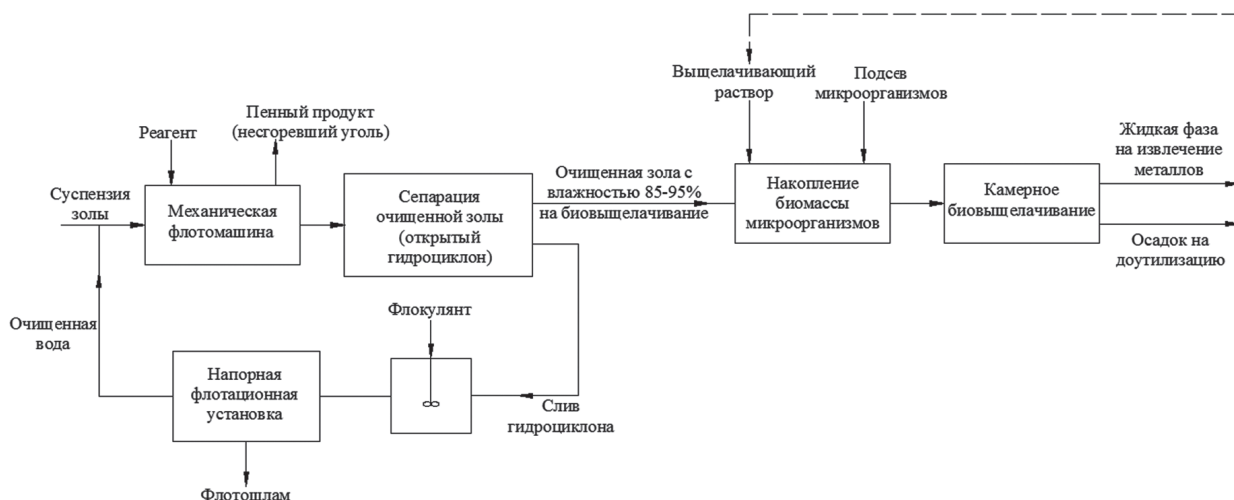 Выщелачивающий
раствор
Подсев
микроорганизмов
Пенный продукт
(несгоревший уголь)
Реагент
Жидкая фаза
на извлечение
металлов
Суспензия
золы
Механическая
флотомашина
Сепарация
очищенной золы
(открытый
гидроциклон)
Очищенная зола с
влажностью 85-95%
на биовыщелачивание
Накопление
биомассы
микроорганизмов
Камерное
биовыщелачивание
Осадок на
доутилизацию
Флокулянт
Очищенная
вода
Напорная
флотационная
установка
Слив
гидроциклона
Флотошлам